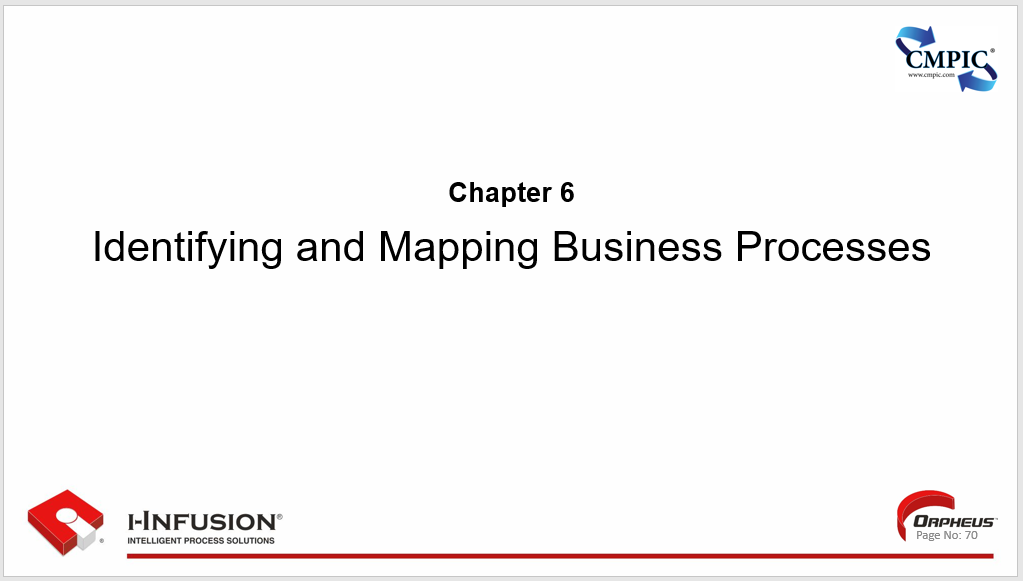 CMPIC®
www.cmpic.com
Chapter 6
Identifying and Mapping Business Processes
I-INFUSION®
INTELLIGENT PROCESS SOLUTIONS
®
ORPHEUS™
Page No: 70